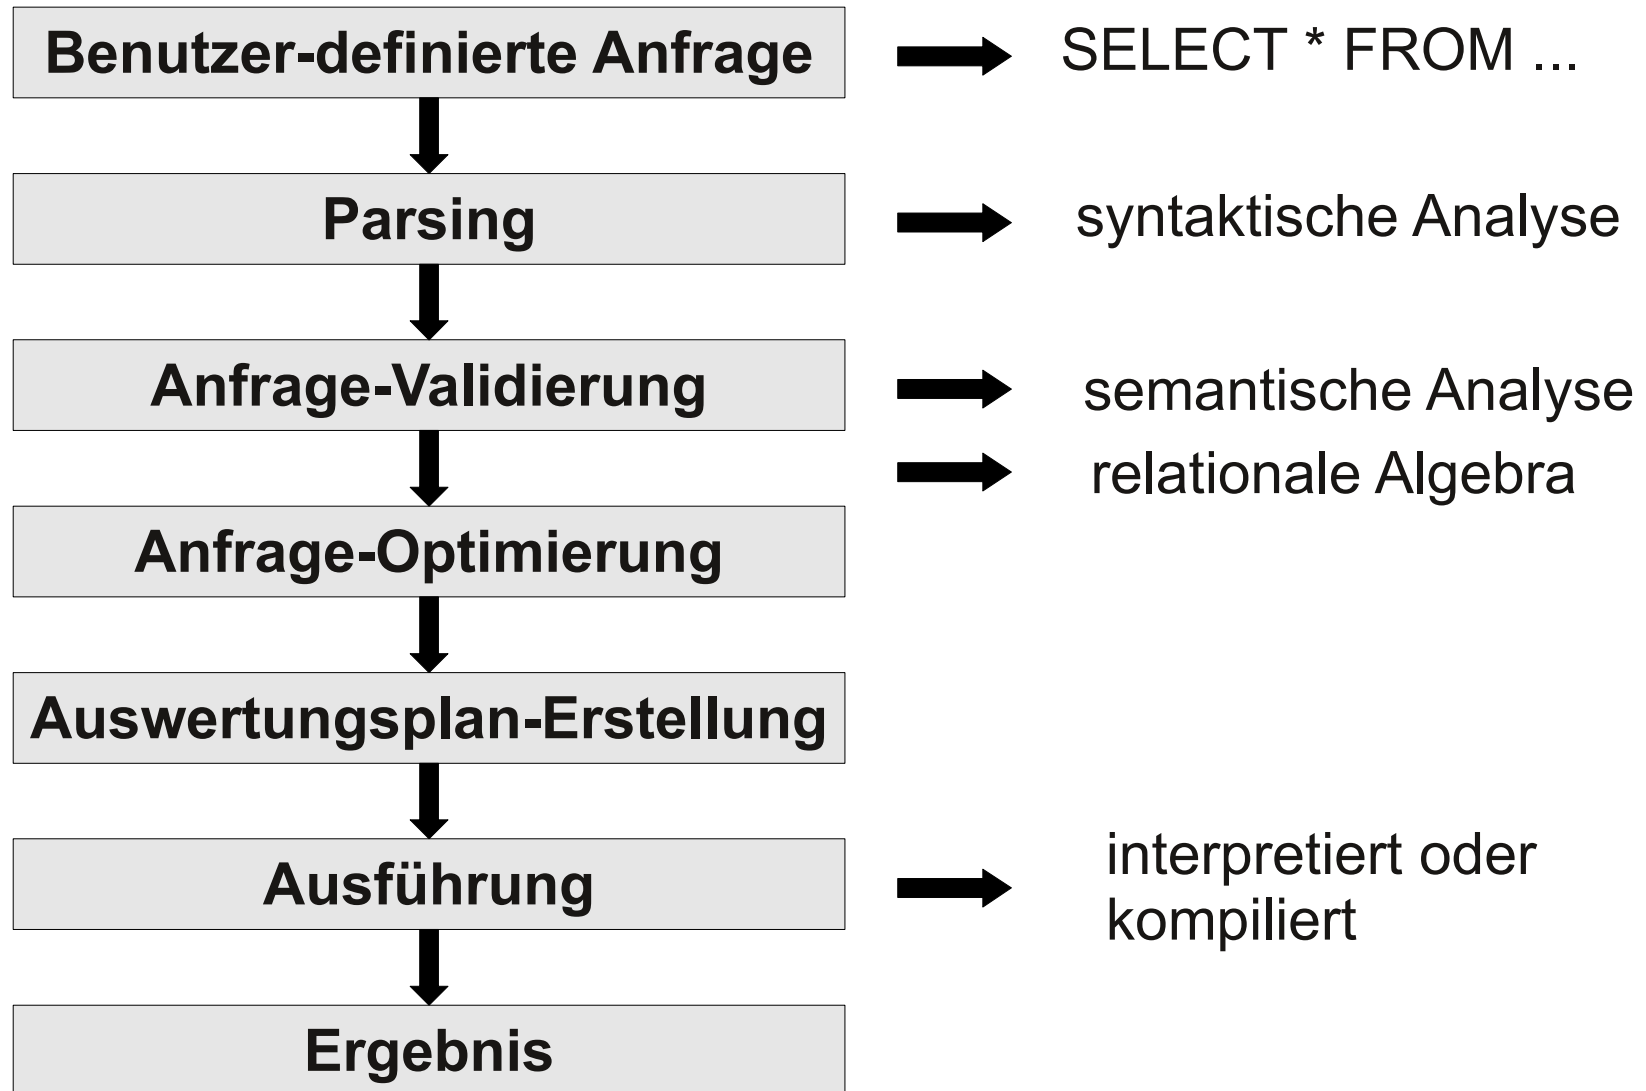 Benutzer-definierte Anfrage
SELECT * FROM ...
Parsing
syntaktische Analyse
Anfrage-Validierung
semantische Analyse
relationale Algebra
Anfrage-Optimierung
Auswertungsplan-Erstellung
Ausführung
interpretiert oder
kompiliert
Ergebnis